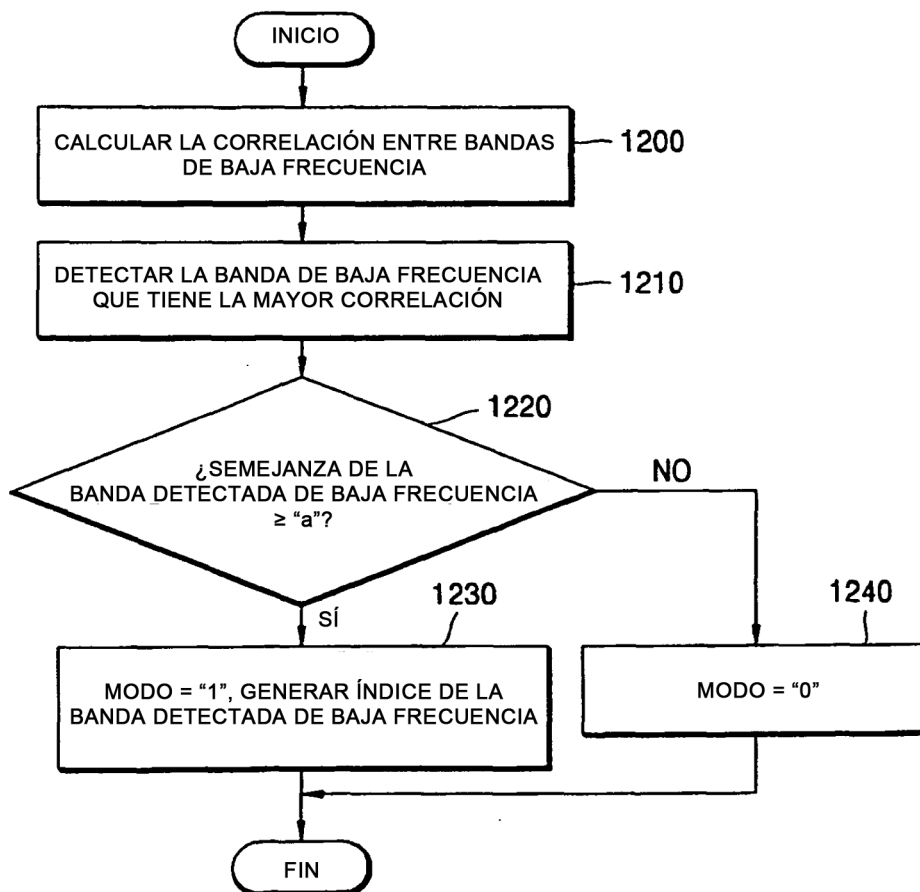 INICIO
CALCULAR LA CORRELACIÓN ENTRE BANDAS
DE BAJA FRECUENCIA
1200
DETECTAR LA BANDA DE BAJA FRECUENCIA
QUE TIENE LA MAYOR CORRELACIÓN
1210
1220
¿SEMEJANZA DE LA
BANDA DETECTADA DE BAJA FRECUENCIA
≥ “a”?
NO
SÍ
1230
MODO = “1”, GENERAR ÍNDICE DE LA
BANDA DETECTADA DE BAJA FRECUENCIA
1240
MODO = “0”
FIN